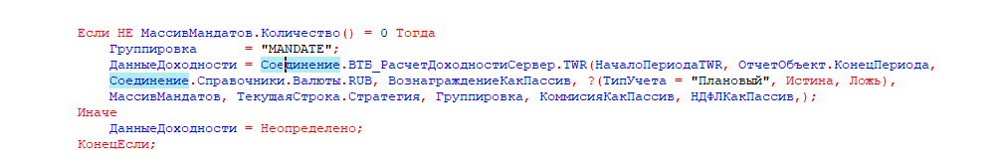 Если НЕ МассивМандатов.Количество() = 0 Тогда
Группировка = "MANDATE";
ДанныеДоходности = Соединение.ВТБ_РасчетДоходностиСервер.TWR(НачалоПериодаTWR, ОтчетОбъект.КонецПериода,
Соединение.Справочники.Валюты.RUB, ВознаграждениеКакПассив, ?(ТипУчета = "Плановый", Истина, Ложь),
МассивМандатов, ТекущаяСтрока.Стратегия, Группировка, КоммисияКакПассив, НДФЛКакПассив,);
Иначе
ДанныеДоходности = Неопределено;
КонецЕсли;